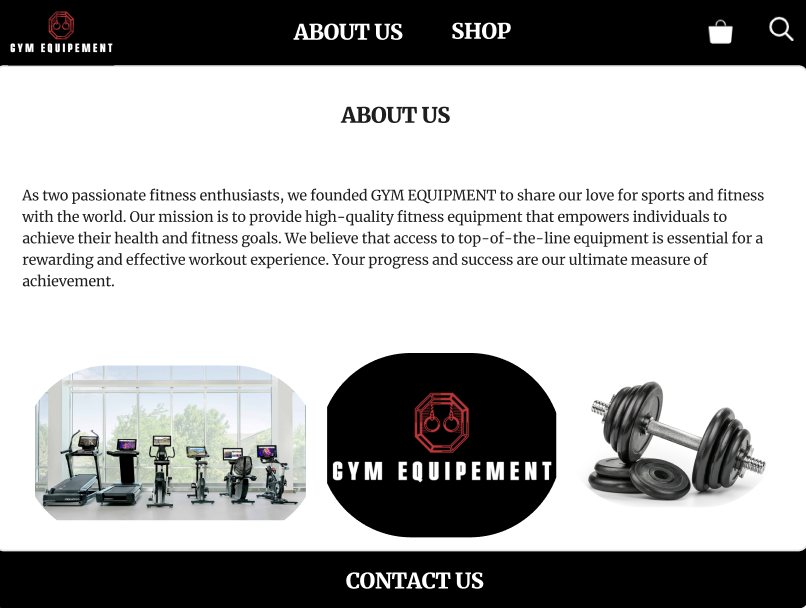 GYM EQUIPEMENT
ABOUT US
SHOP
ABOUT US
As two passionate fitness enthusiasts, we founded GYM EQUIPMENT to share our love for sports and fitness
with the world. Our mission is to provide high-quality fitness equipment that empowers individuals to
achieve their health and fitness goals. We believe that access to top-of-the-line equipment is essential for a
rewarding and effective workout experience. Your progress and success are our ultimate measure of
achievement.
GYM EQUIPEMENT
CONTACT US